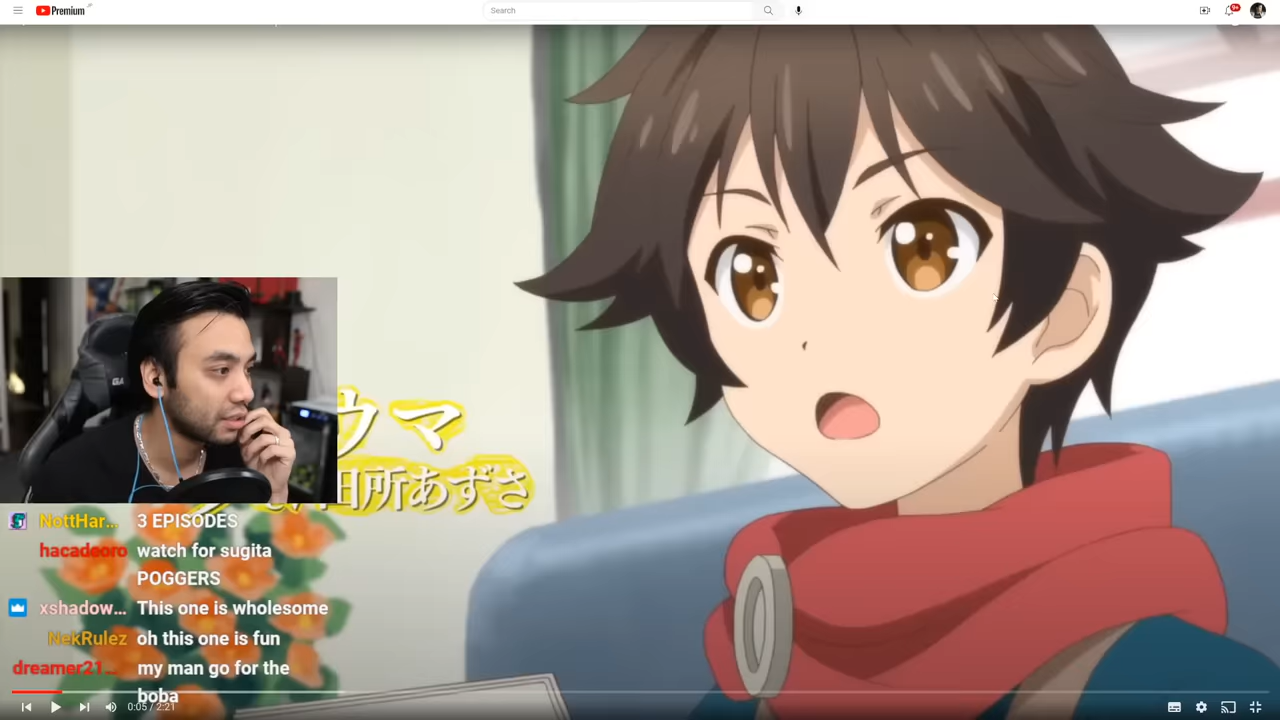 Premium JP
Search
9+
ウマ
田所あずさ
NottHar... 3 EPISODES
hacadeoro watch for sugita
POGGERS
xshadow... This one is wholesome
NekRulez oh this one is fun
dreamer21... my man go for the
boba
0:05 / 2:21